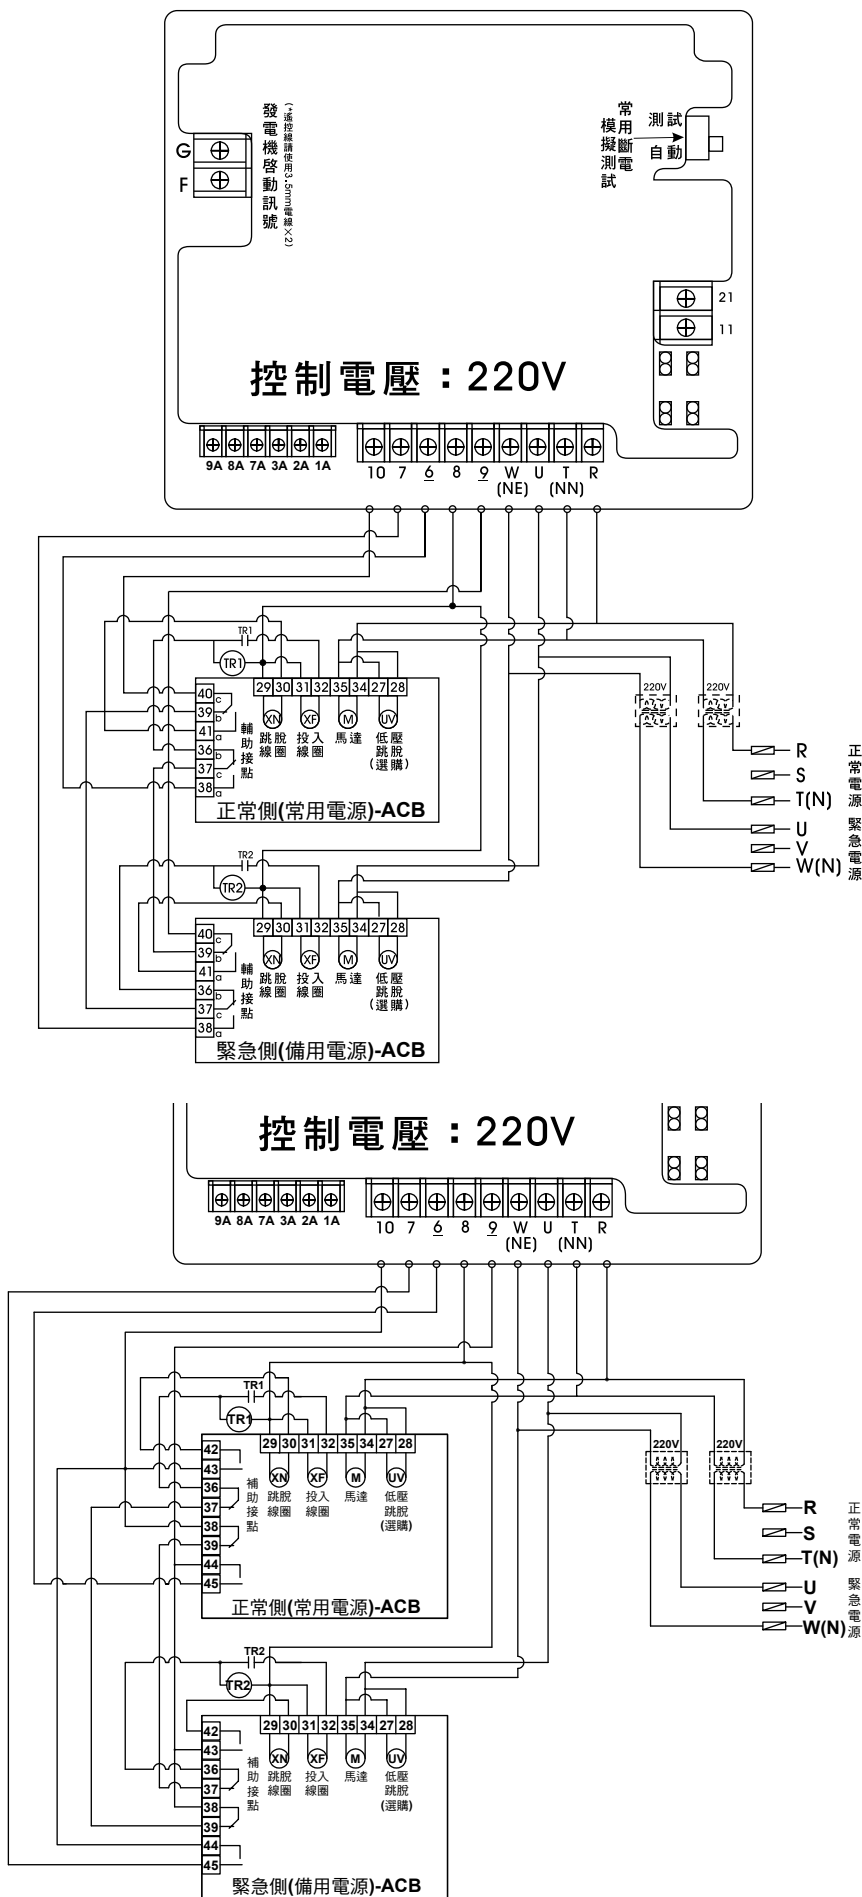 G
F
發電機啓動訊號
(*遙控線請使用3.5mm電線×2)
常用斷電
模擬測試
測試
自動
21
11
控制電壓：220V
9A 8A 7A 3A 2A 1A
10 7 6 8 9 W U T R
(NE) (NN)
TR1
TR1
29 30 31 32 35 34 27 28
XN XF M UV
跳脫 投入 馬達 低壓
線圈 線圈 跳脫
(選購)
40 c
39 b
41 a
36 b
37 c
38 a
輔助接點
正常側(常用電源)-ACB
220V 220V
R
S
T(N)
正常電源
U
V
W(N)
緊急電源
TR2
TR2
29 30 31 32 35 34 27 28
XN XF M UV
跳脫 投入 馬達 低壓
線圈 線圈 跳脫
(選購)
40 c
39 b
41 a
36 b
37 c
38 a
輔助接點
緊急側(備用電源)-ACB
控制電壓：220V
9A 8A 7A 3A 2A 1A
10 7 6 8 9 W U T R
(NE) (NN)
TR1
TR1
29 30 31 32 35 34 27 28
XN XF M UV
跳脫 投入 馬達 低壓
線圈 線圈 跳脫
(選購)
42
43
36
37
38
39
44
45
補助接點
正常側(常用電源)-ACB
220V 220V
R
S
T(N)
正常電源
U
V
W(N)
緊急電源
TR2
TR2
29 30 31 32 35 34 27 28
XN XF M UV
跳脫 投入 馬達 低壓
線圈 線圈 跳脫
(選購)
42
43
36
37
38
39
44
45
補助接點
緊急側(備用電源)-ACB